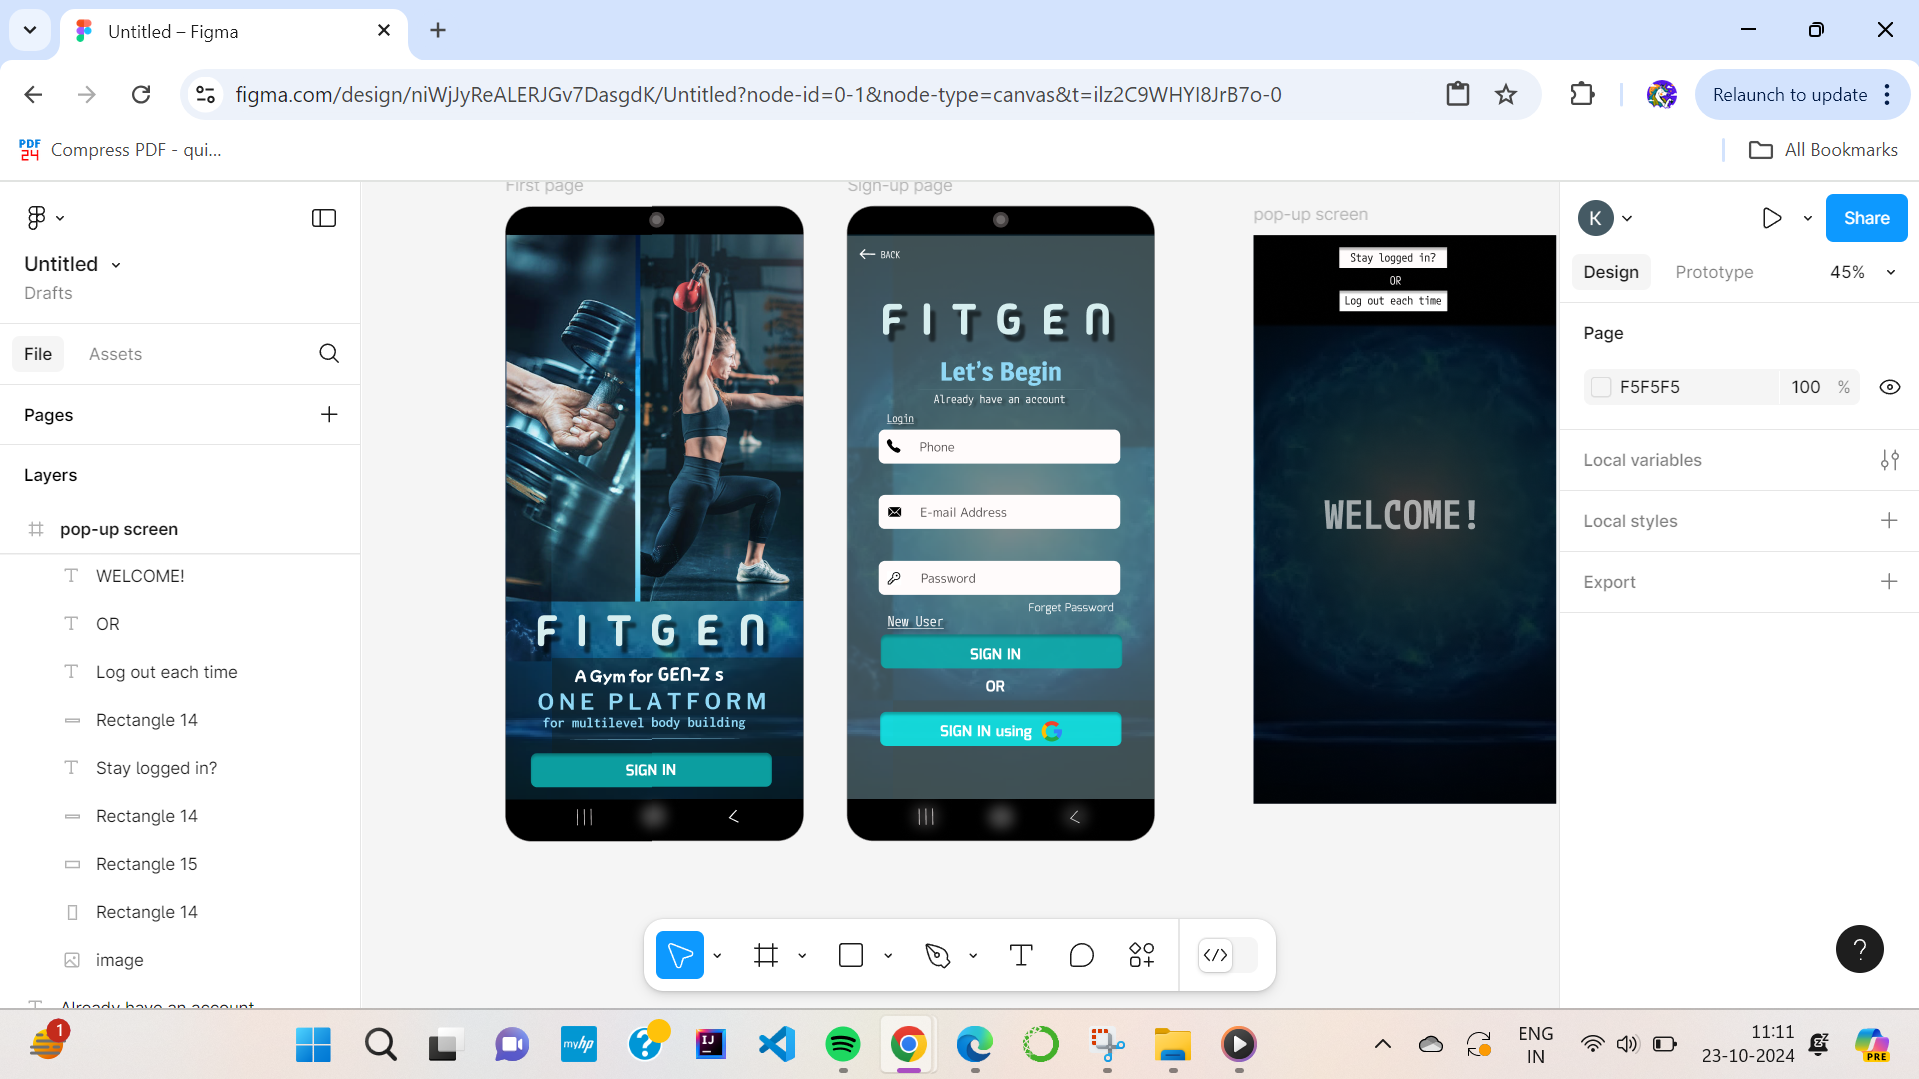 Untitled – Figma
figma.com/design/niWjJyReALERJGv7DasgdK/Untitled?node-id=0-1&node-type=canvas&t=ilz2C9WHYI8JrB7o-0
Relaunch to update
PDF
24
Compress PDF - qui...
All Bookmarks
Untitled
Drafts
File
Assets
Pages
Layers
pop-up screen
WELCOME!
OR
Log out each time
Rectangle 14
Stay logged in?
Rectangle 14
Rectangle 15
Rectangle 14
image
Already have an account
First page
FITGEN
A Gym for GEN-Z s
ONE PLATFORM
for multilevel body building
SIGN IN
Sign-up page
BACK
FITGEN
Let's Begin
Already have an account
Login
Phone
E-mail Address
Password
Forget Password
New User
SIGN IN
OR
SIGN IN using
pop-up screen
Stay logged in?
OR
Log out each time
WELCOME!
K
Share
Design
Prototype
45%
Page
F5F5F5
100 %
Local variables
Local styles
Export
?
1
myhp
IJ
ENG
IN
11:11
23-10-2024
PRE